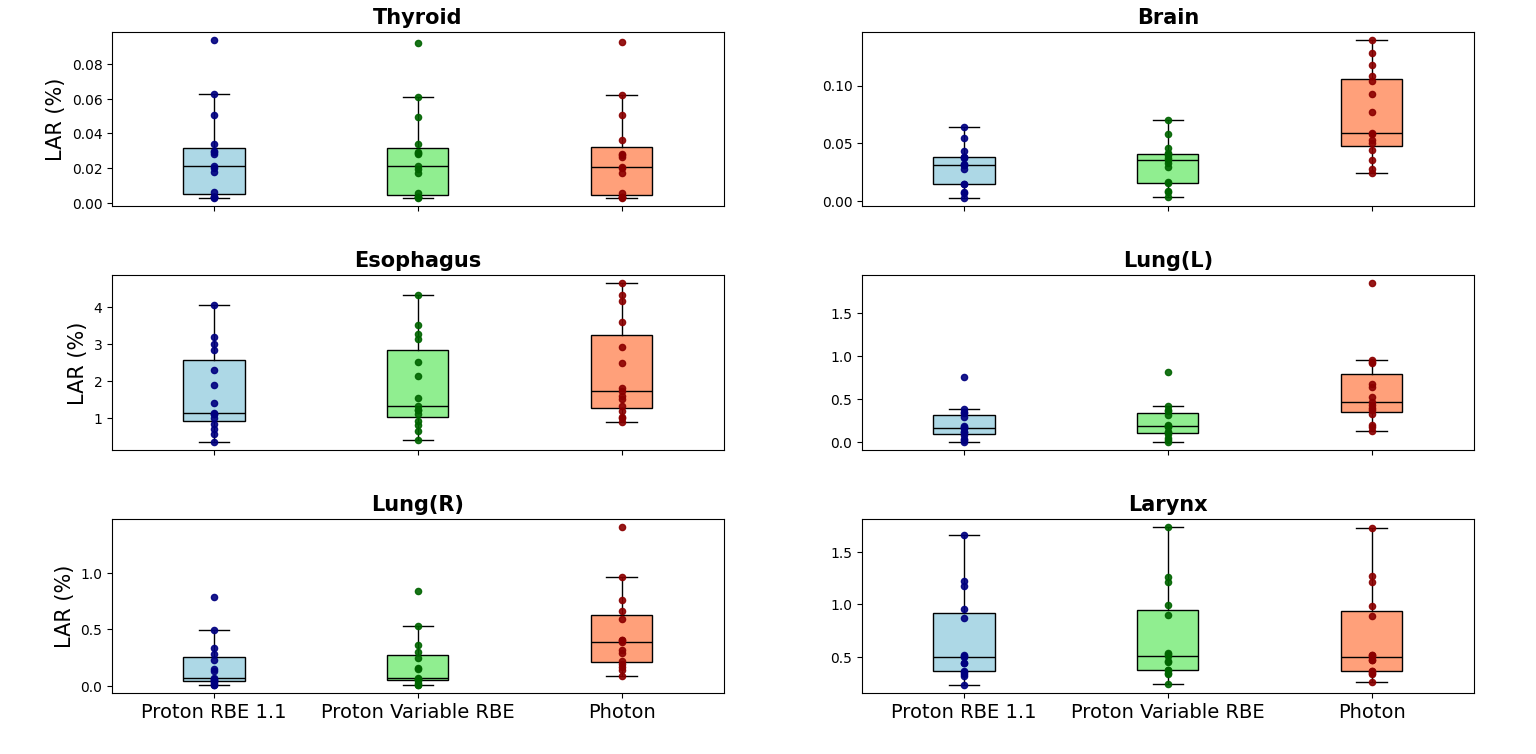 Thyroid
LAR (%)
0.08
0.06
0.04
0.02
0.00
Brain
0.10
0.05
0.00
Esophagus
LAR (%)
4
3
2
1
Lung(L)
1.5
1.0
0.5
0.0
Lung(R)
LAR (%)
1.0
0.5
0.0
Proton RBE 1.1 Proton Variable RBE Photon
Larynx
1.5
1.0
0.5
Proton RBE 1.1 Proton Variable RBE Photon